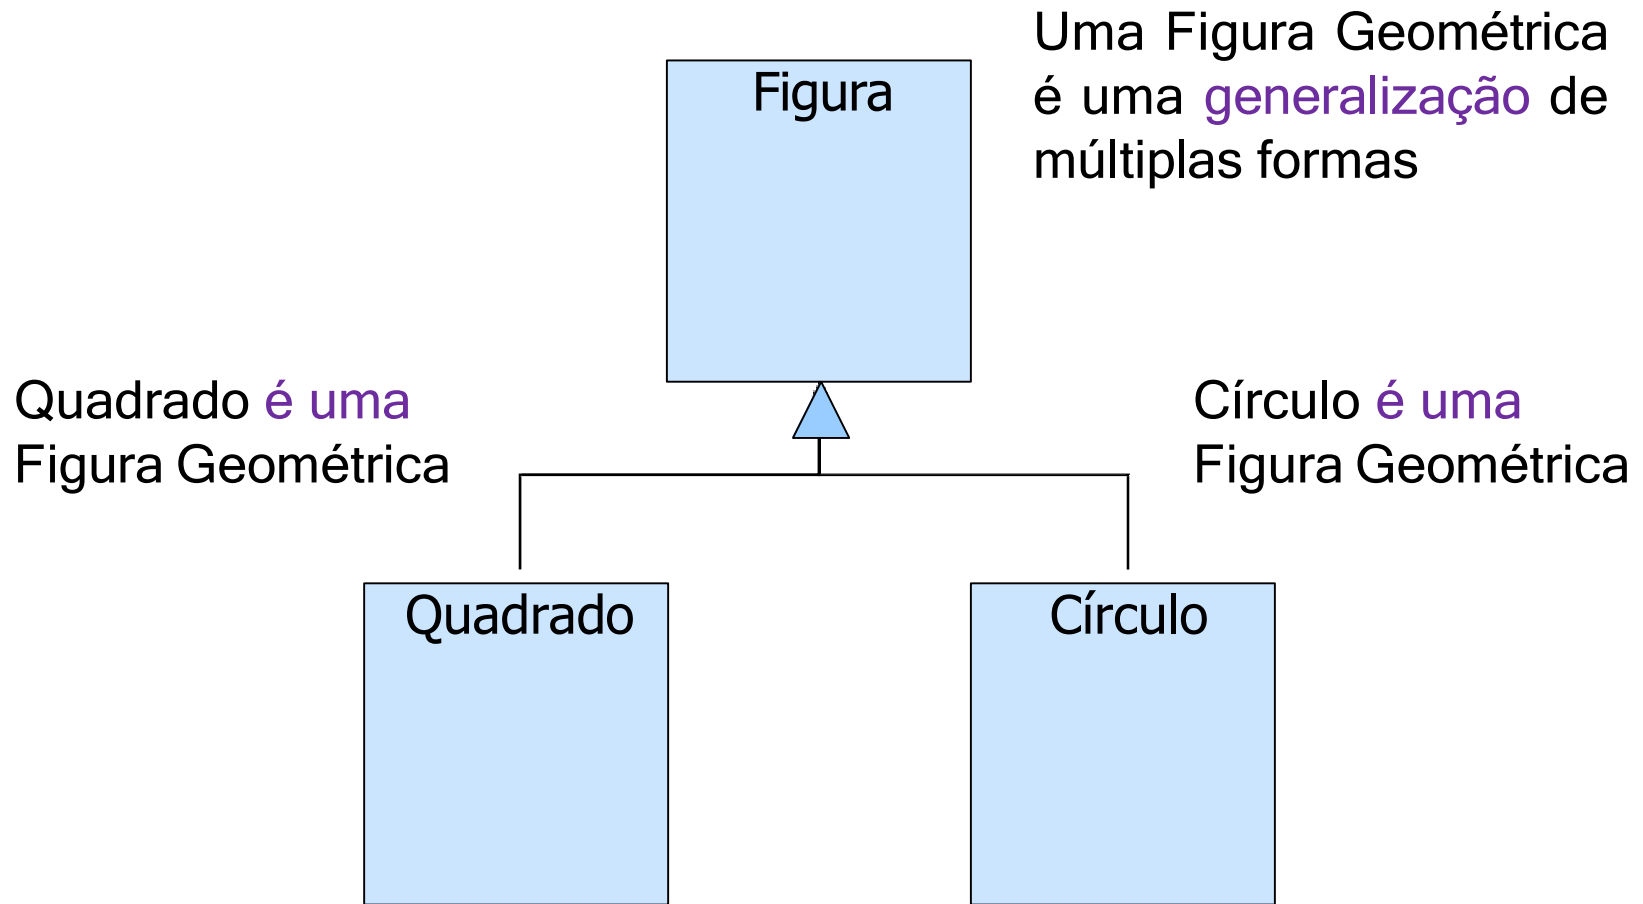 Uma Figura Geométrica
é uma generalização de
múltiplas formas
Figura
Quadrado é uma
Figura Geométrica
Círculo é uma
Figura Geométrica
Quadrado
Círculo